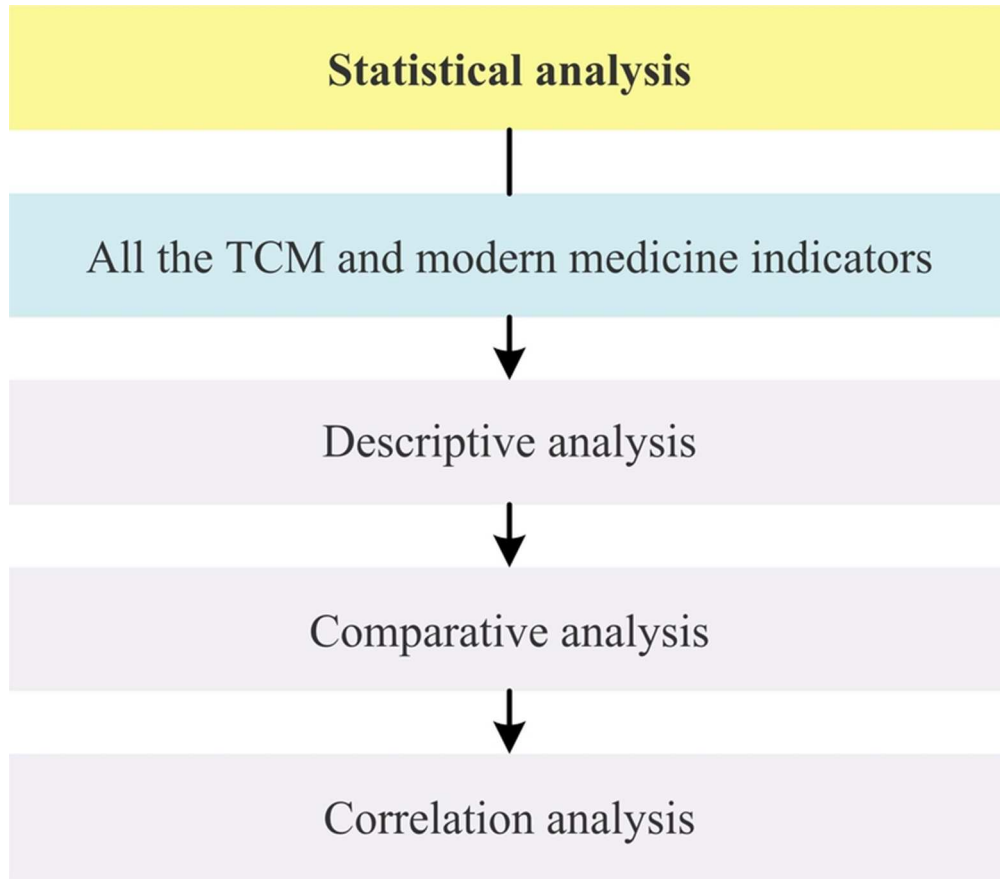 Statistical analysis
All the TCM and modern medicine indicators
Descriptive analysis
Comparative analysis
Correlation analysis